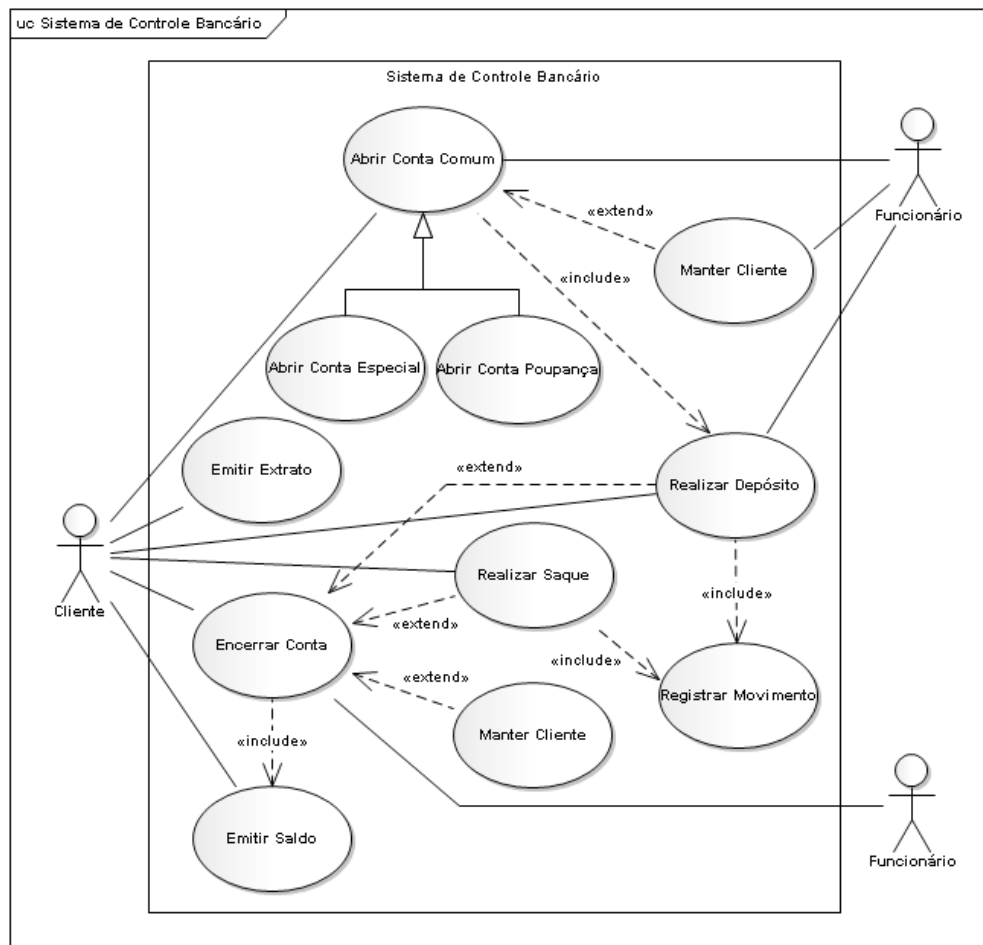 uc Sistema de Controle Bancário
Sistema de Controle Bancário
Abrir Conta Comum
«extend»
Funcionário
Manter Cliente
«include»
Abrir Conta Especial
Abrir Conta Poupança
Emitir Extrato
«extend»
Realizar Depósito
Realizar Saque
Cliente
«include»
«extend»
Encerrar Conta
«include»
«extend»
Registrar Movimento
Manter Cliente
«include»
Emitir Saldo
Funcionário